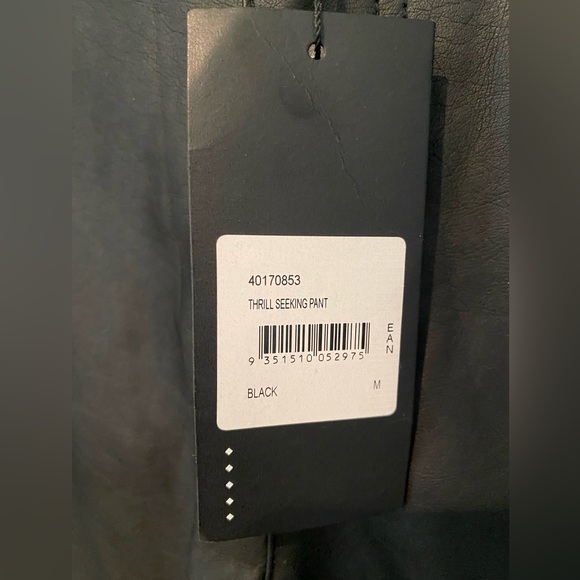 40170853
THRILL SEEKING PANT
EAN
9 351510 052975
BLACK M